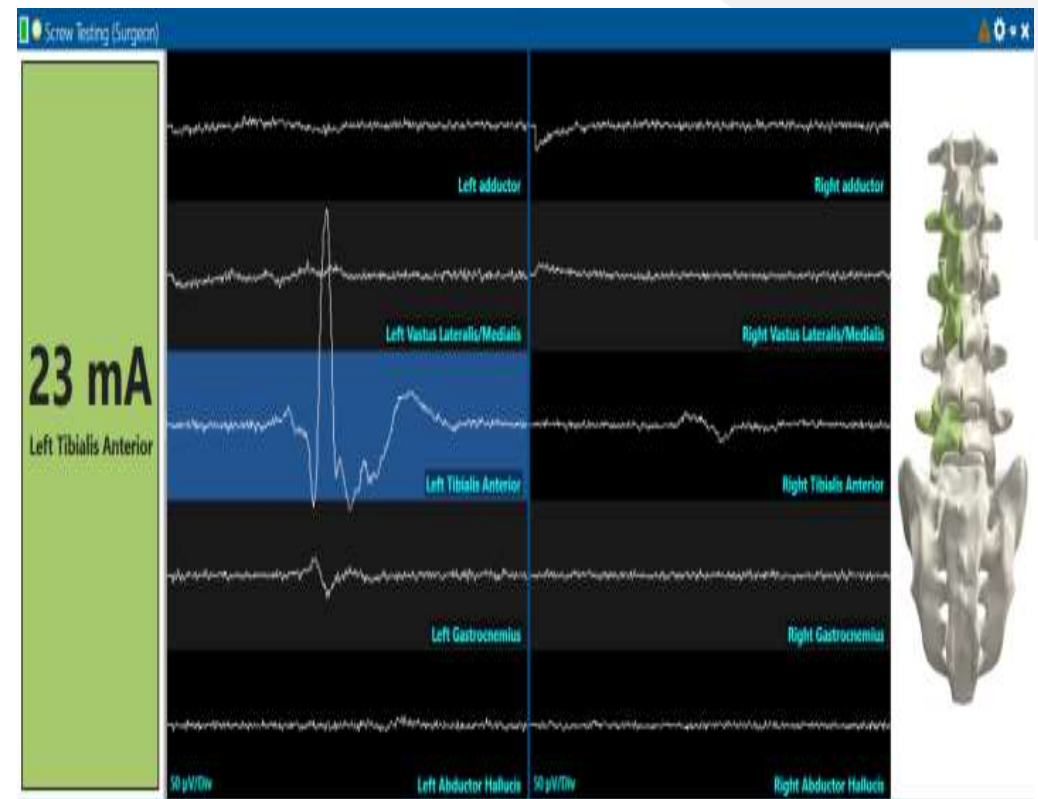 Screw Testing (Surgeon)
23 mA
Left Tibialis Anterior
Left adductor
Right adductor
Left Vastus Lateralis/Medialis
Right Vastus Lateralis/Medialis
Left Tibialis Anterior
Right Tibialis Anterior
Left Gastrocnemius
Right Gastrocnemius
50 µV/Div
Left Abductor Hallucis
50 µV/Div
Right Abductor Hallucis